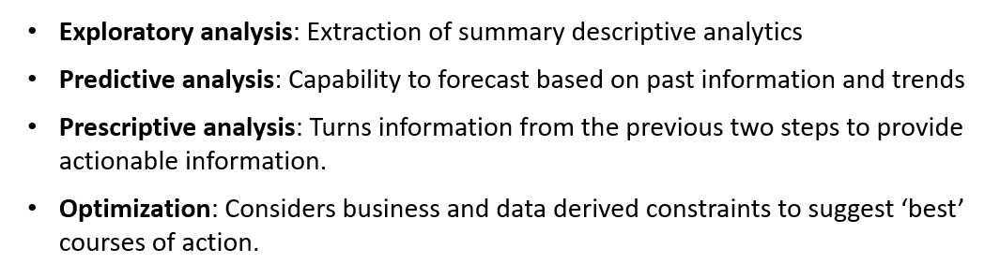 • Exploratory analysis: Extraction of summary descriptive analytics
• Predictive analysis: Capability to forecast based on past information and trends
• Prescriptive analysis: Turns information from the previous two steps to provide
actionable information.
• Optimization: Considers business and data derived constraints to suggest ‘best’
courses of action.